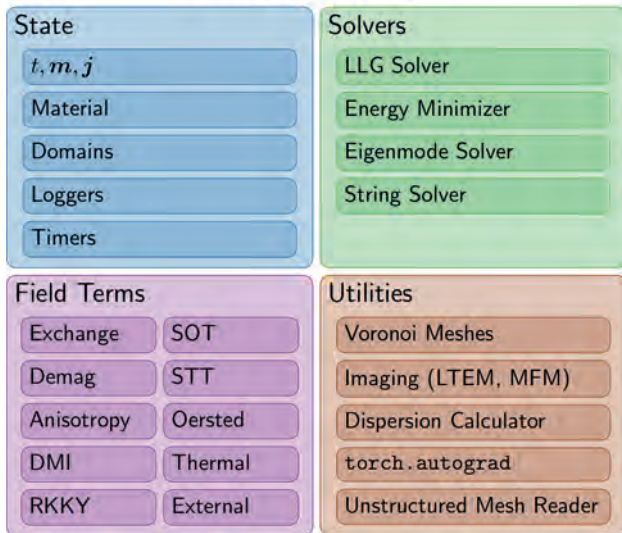 State
t, m, j
Material
Domains
Loggers
Timers
Solvers
LLG Solver
Energy Minimizer
Eigenmode Solver
String Solver
Field Terms
Exchange SOT
Demag STT
Anisotropy Oersted
DMI Thermal
RKKY External
Utilities
Voronoi Meshes
Imaging (LTEM, MFM)
Dispersion Calculator
torch.autograd
Unstructured Mesh Reader